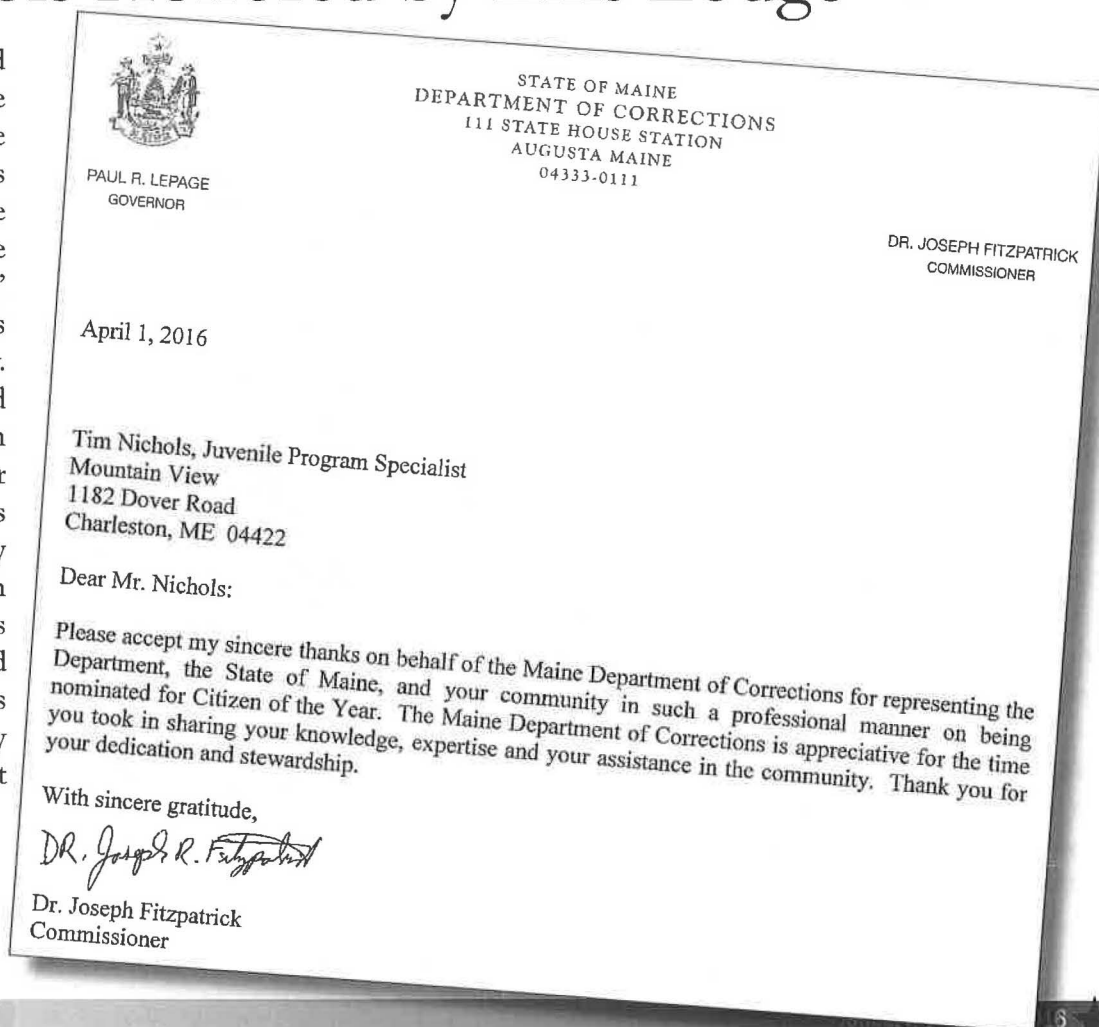 Honored by Elks Lodge
STATE OF MAINE
DEPARTMENT OF CORRECTIONS
111 STATE HOUSE STATION
AUGUSTA MAINE
04333-0111
PAUL R. LEPAGE
GOVERNOR
DR. JOSEPH FITZPATRICK
COMMISSIONER
April 1, 2016
Tim Nichols, Juvenile Program Specialist
Mountain View
1182 Dover Road
Charleston, ME 04422
Dear Mr. Nichols:
Please accept my sincere thanks on behalf of the Maine Department of Corrections for representing the
Department, the State of Maine, and your community in such a professional manner on being
nominated for Citizen of the Year. The Maine Department of Corrections is appreciative for the time
you took in sharing your knowledge, expertise and your assistance in the community. Thank you for
your dedication and stewardship.
With sincere gratitude,
DR. Joseph R. Fitzpatrick
Dr. Joseph Fitzpatrick
Commissioner